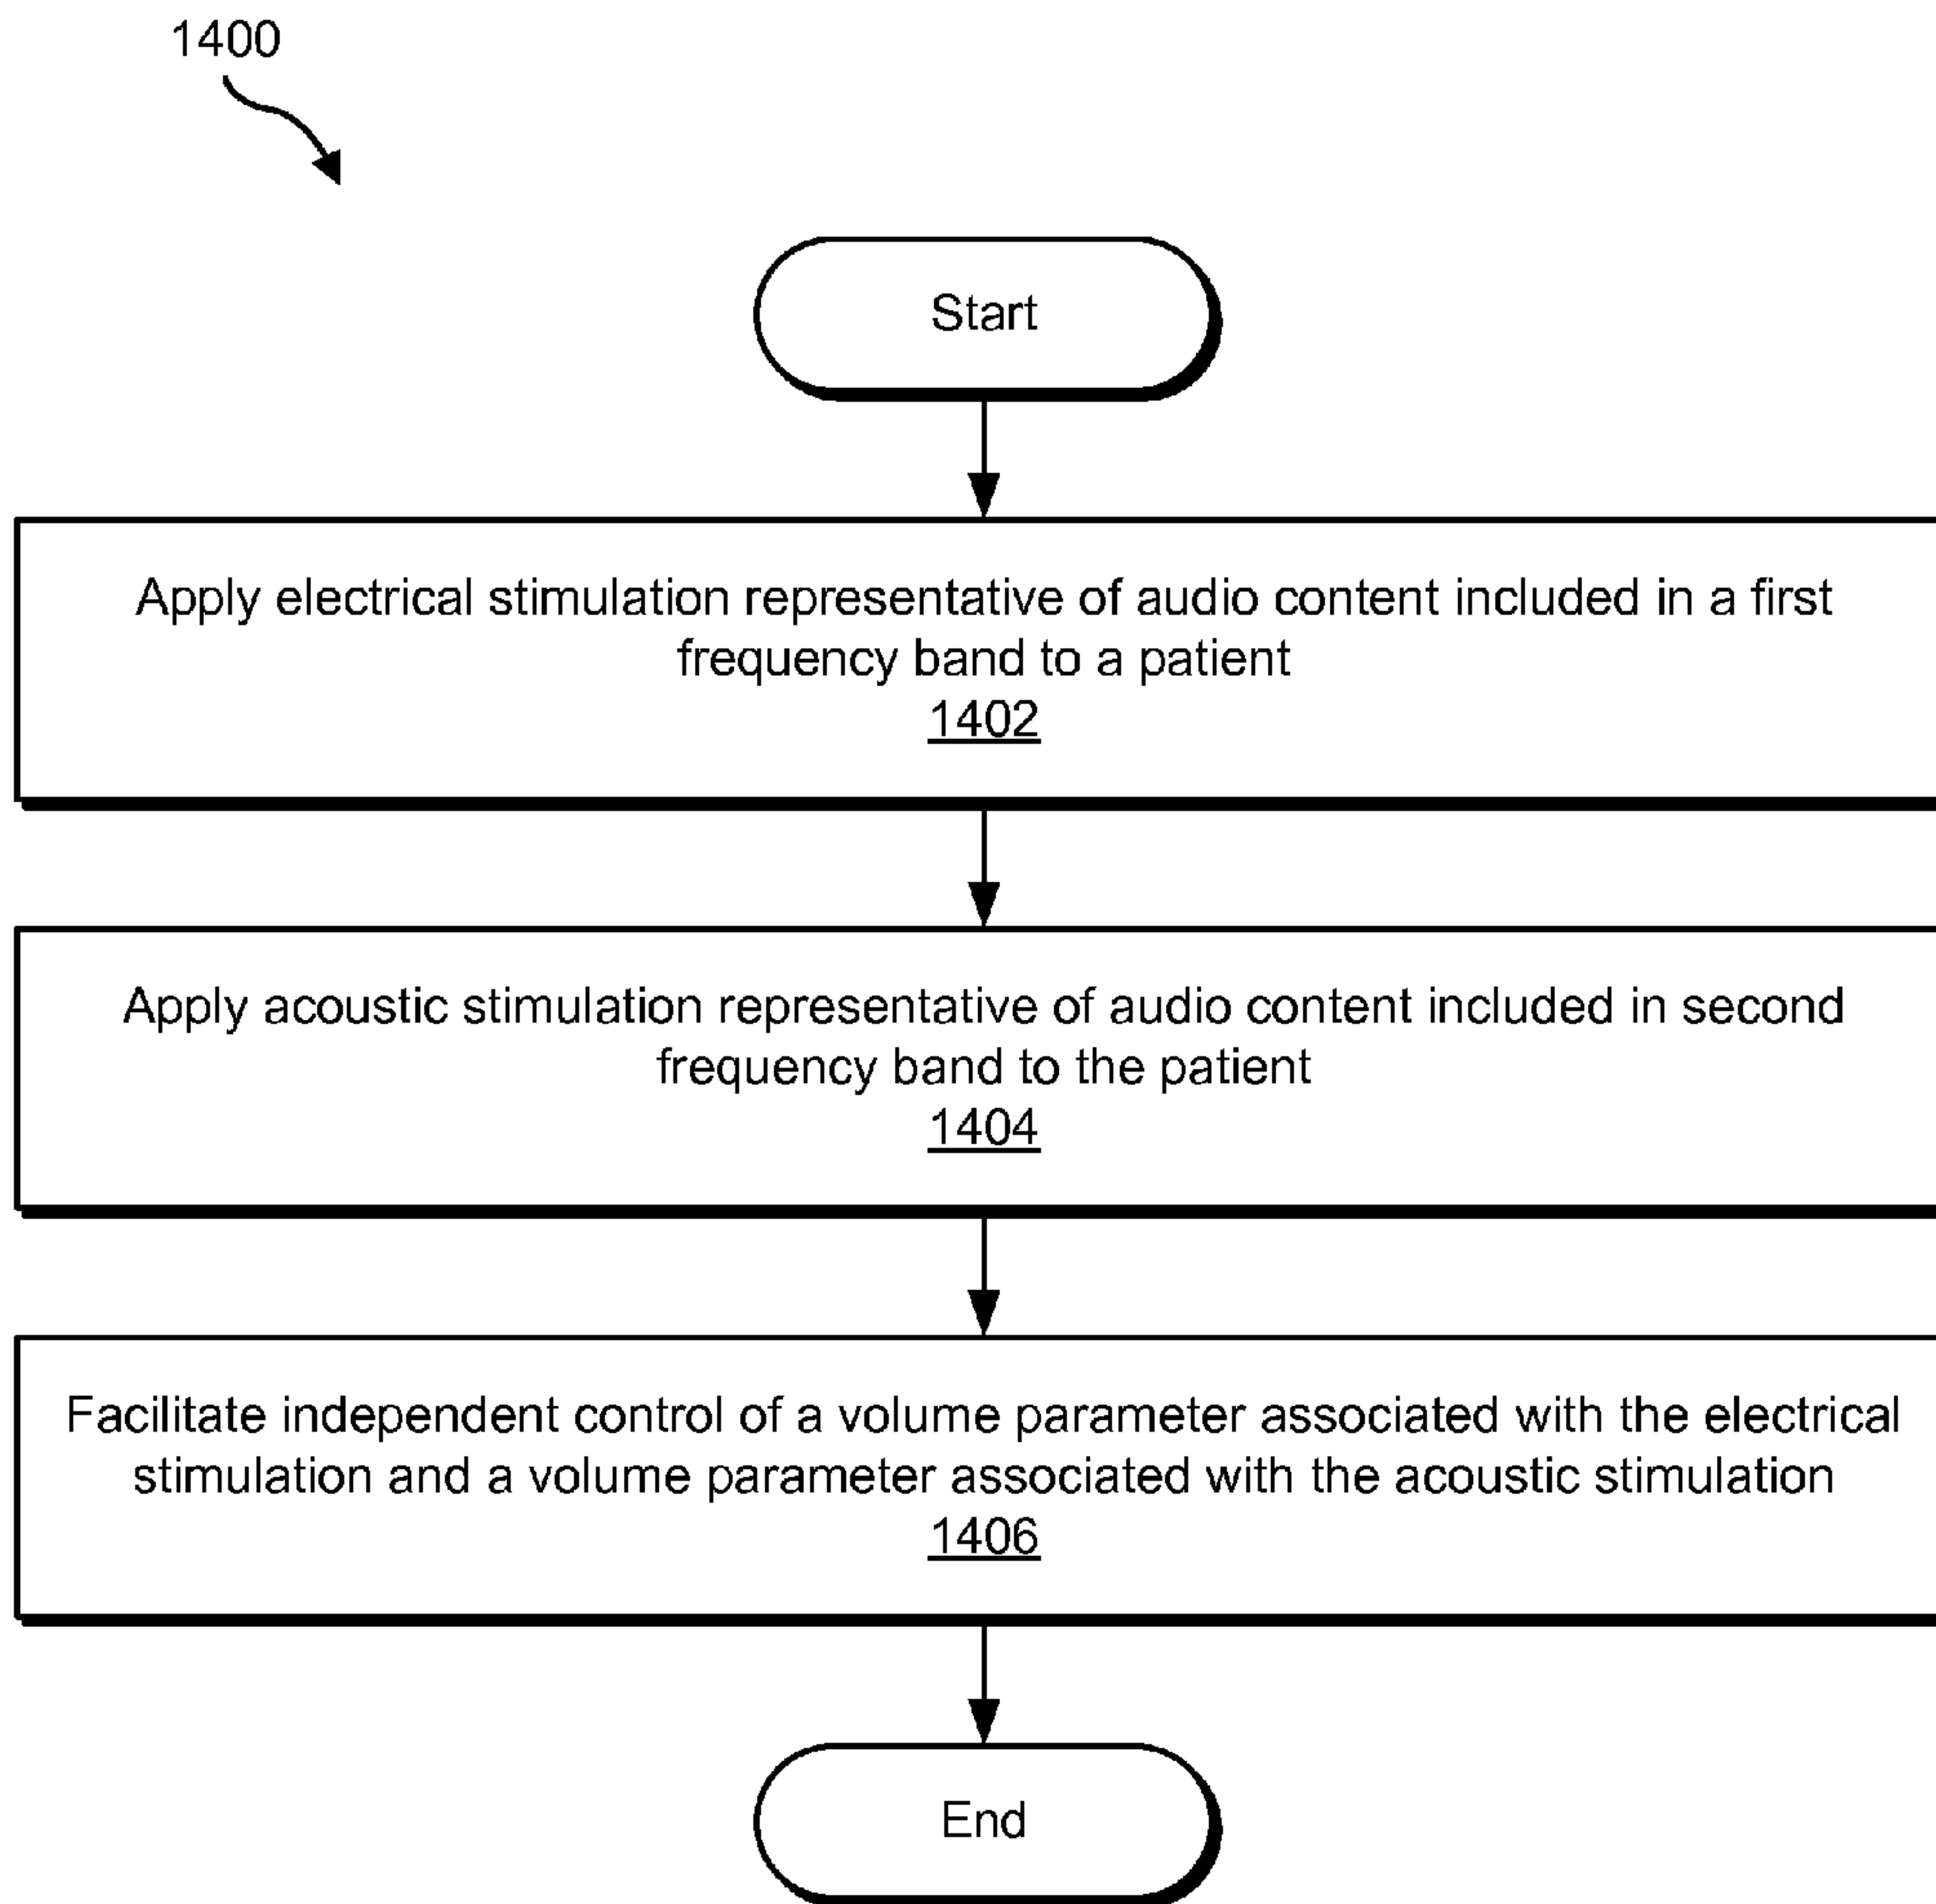 1400
Start
Apply electrical stimulation representative of audio content included in a first
frequency band to a patient
1402
Apply acoustic stimulation representative of audio content included in second
frequency band to the patient
1404
Facilitate independent control of a volume parameter associated with the electrical
stimulation and a volume parameter associated with the acoustic stimulation
1406
End